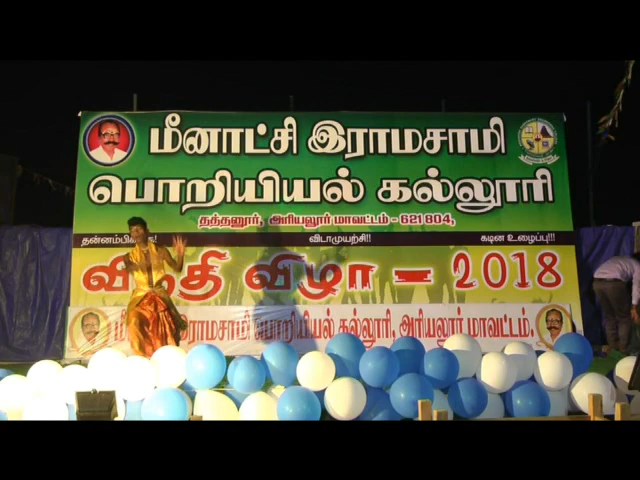 மீனாட்சி இராமசாமி
பொறியியல் கல்லூரி
தத்தனூர், அரியலூர் மாவட்டம் - 621 804,
விடாமுயற்சி!! கடின உழைப்பு!!!
விழா – 2018
இராமசாமி பொறியியல் கல்லூரி, அரியலூர் மாவட்டம்,